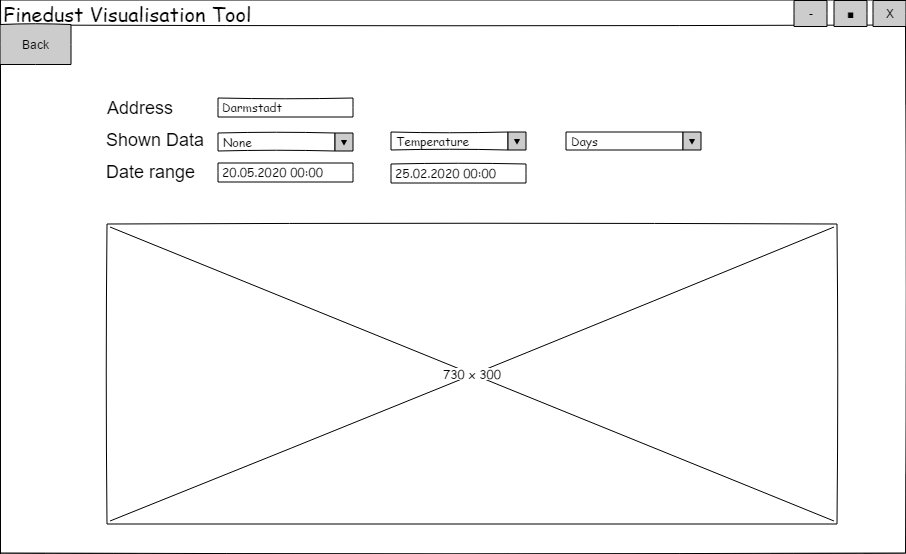 Finedust Visualisation Tool - ■ X
Back
Address Darmstadt
Shown Data None ▼ Temperature ▼ Days ▼
Date range 20.05.2020 00:00 25.02.2020 00:00
730 x 300